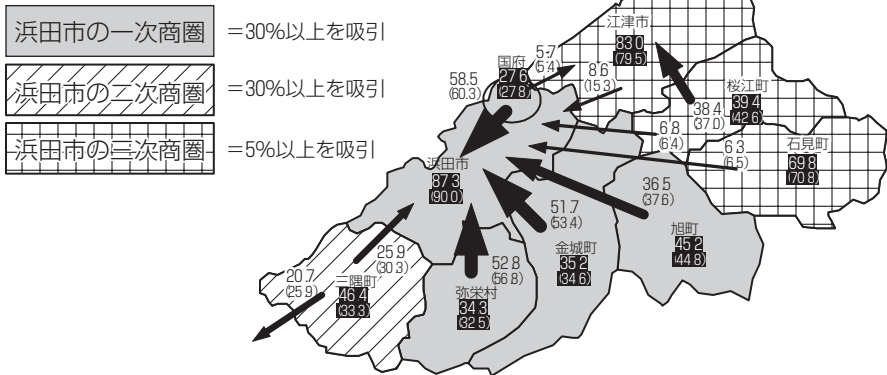 浜田市の一次商圏
=30%以上を吸引
浜田市の二次商圏
=30%以上を吸引
浜田市の三次商圏
=5%以上を吸引
江津市
83.0
(79.5)
国府
27.6
(27.8)
5.7
(5.4)
58.5
(60.3)
8.6
(15.3)
桜江町
39.4
(42.6)
38.4
(37.0)
6.8
(6.4)
石見町
69.8
(70.8)
6.3
(6.5)
浜田市
87.3
(90.0)
36.5
(37.6)
51.7
(53.4)
旭町
45.2
(44.8)
金城町
35.2
(34.6)
25.9
(30.3)
52.8
(56.8)
20.7
(25.9)
三隅町
46.4
(33.3)
弥栄村
34.3
(32.5)